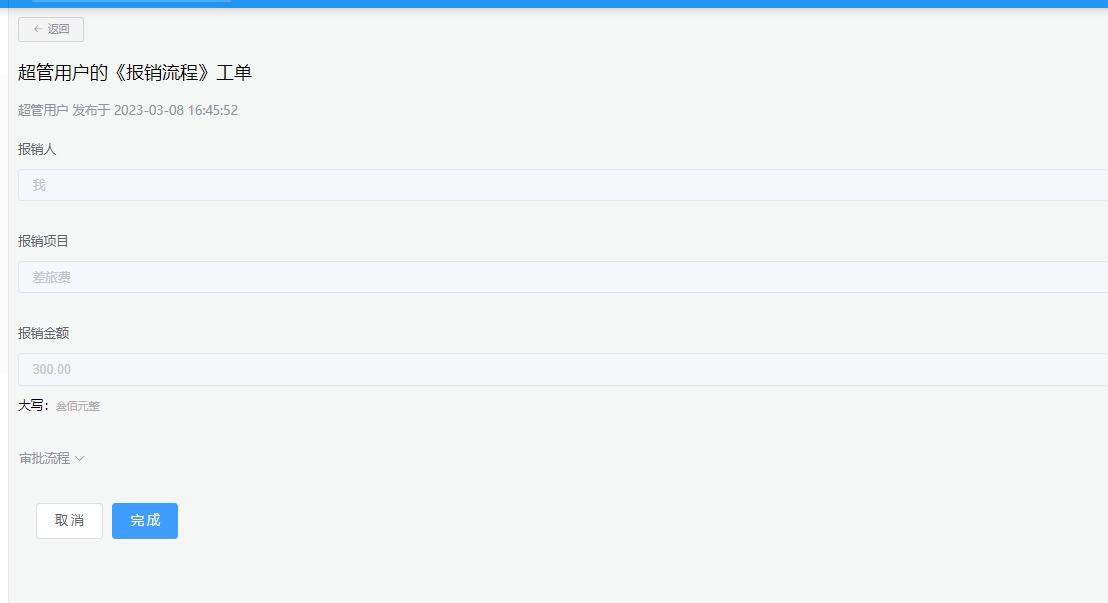 ← 返回
超管用户的《报销流程》工单
超管用户 发布于 2023-03-08 16:45:52
报销人
我
报销项目
差旅费
报销金额
300.00
大写：叁佰元整
审批流程
取消 完成